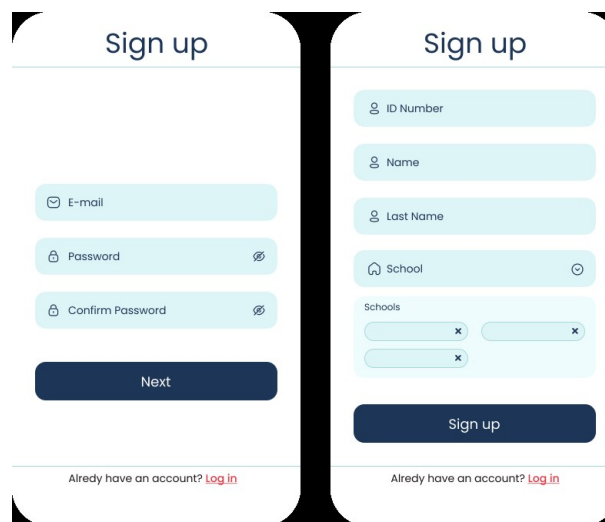 Sign up
E-mail
Password
Confirm Password
Next
Alredy have an account? Log in
Sign up
ID Number
Name
Last Name
School
Schools
Sign up
Alredy have an account? Log in